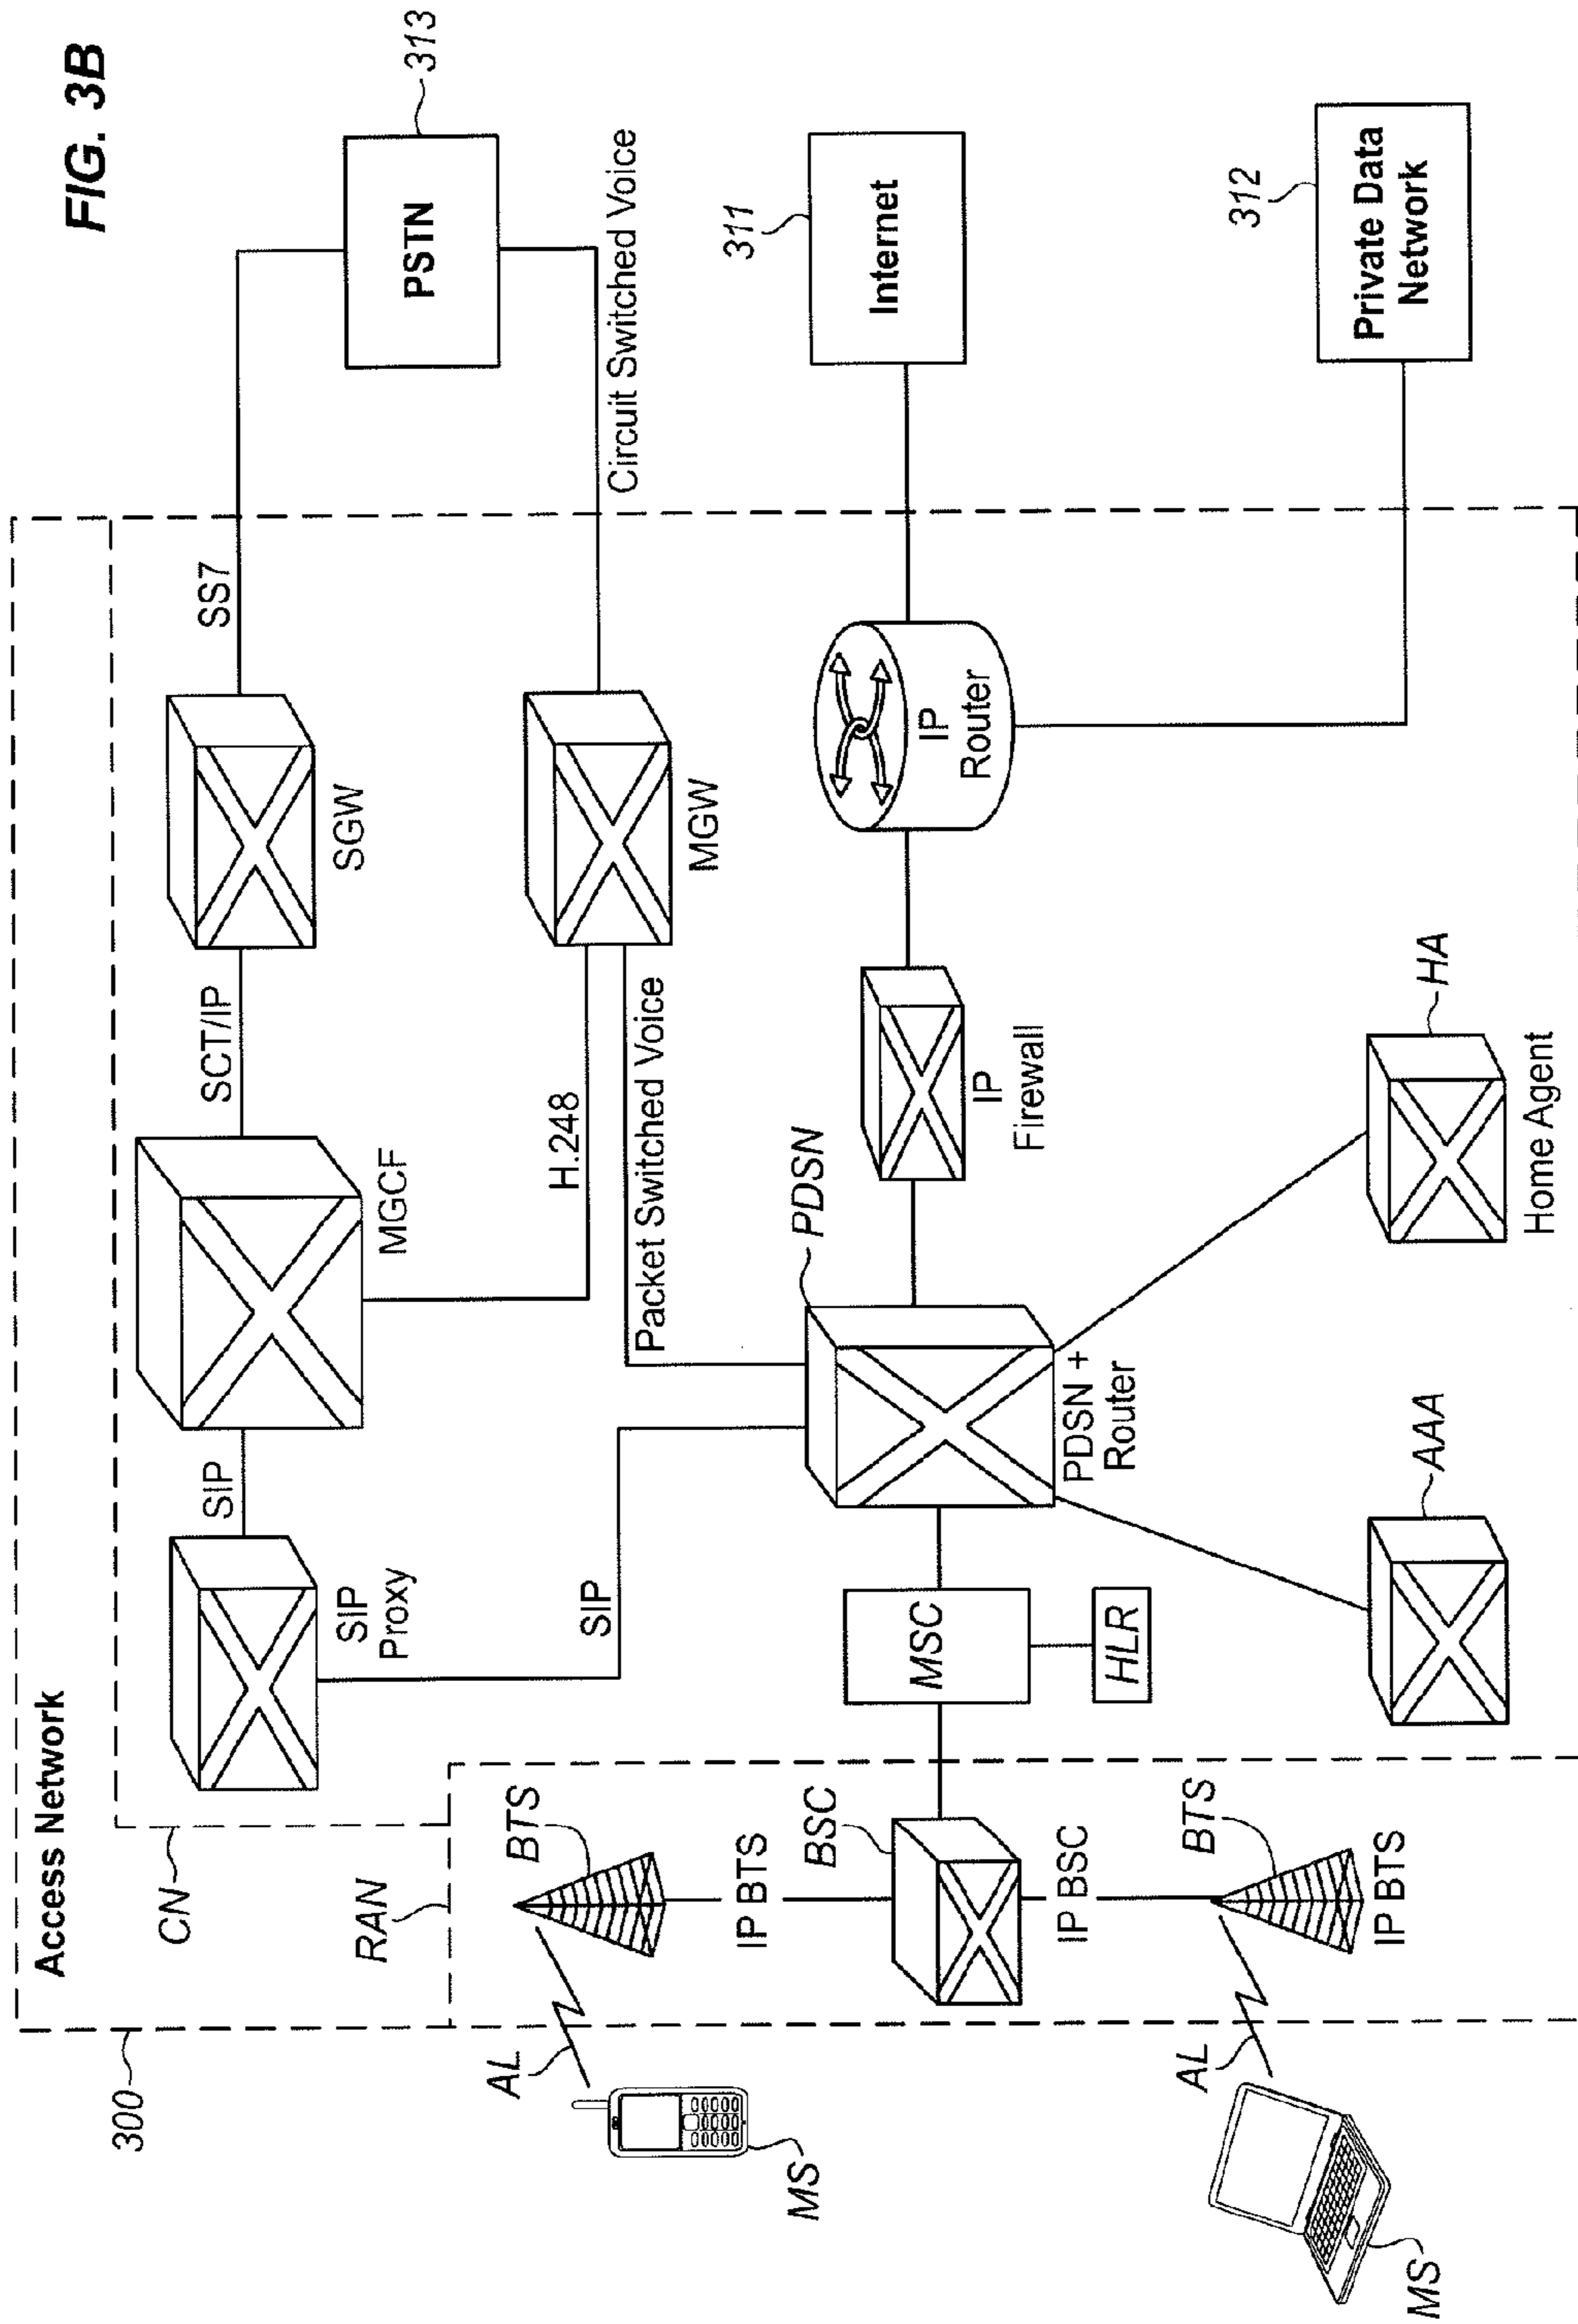 FIG. 3B
Access Network
300
CN
RAN
SIP
Proxy
SIP
MGCF
SCT/IP
SGW
SS7
PSTN
313
SIP
H.248
Packet Switched Voice
MGW
Circuit Switched Voice
AL
MS
BTS
IP BTS
BSC
IP BSC
BTS
IP BTS
AL
MS
MSC
HLR
PDSN
PDSN +
Router
IP
Firewall
IP
Router
Internet
311
AAA
HA
Home Agent
Private Data
Network
312